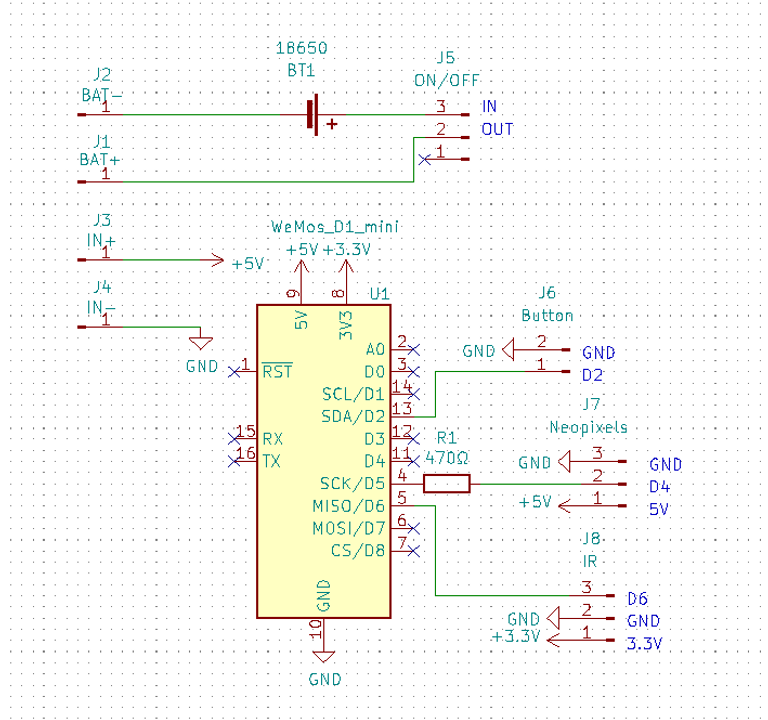 18650
BT1
J2
BAT-
1
J5
ON/OFF
3
IN
2
OUT
1
+
J1
BAT+
1
J3
IN+
1
+5V
J4
IN-
1
GND
WeMos_D1_mini
+5V +3.3V
9
8
U1
5V
3V3
A0 2
1 RST
D0 3
SCL/D1 14
SDA/D2 13
15 RX
D3 12
16 TX
D4 11
SCK/D5 4
MISO/D6 5
MOSI/D7 6
CS/D8 7
GND
10
GND
R1
470Ω
J6
Button
GND 2 GND
1 D2
J7
Neopixels
GND 3 GND
2 D4
+5V 1 5V
J8
IR
3 D6
GND 2 GND
+3.3V 1 3.3V